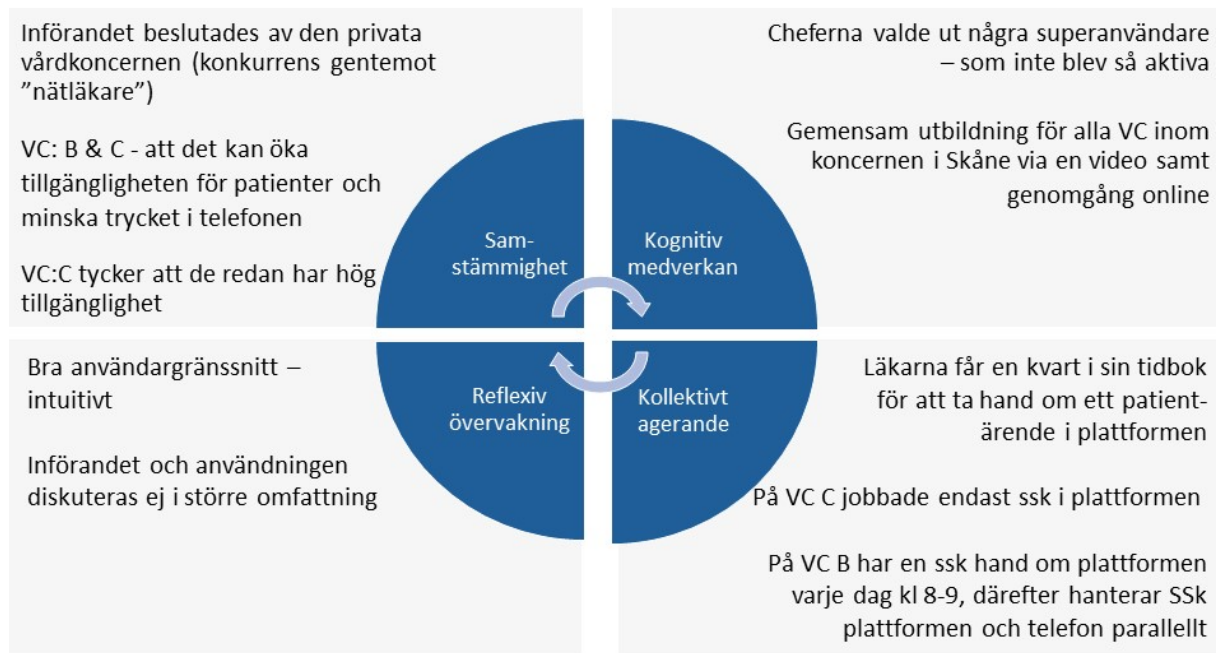 Införandet beslutades av den privata
vårdkoncernen (konkurrens gentemot
”nätläkare”)
VC: B & C - att det kan öka
tillgängligheten för patienter och
minska trycket i telefonen
VC:C tycker att de redan har hög
tillgänglighet
Cheferna valde ut några superanvändare
– som inte blev så aktiva
Gemensam utbildning för alla VC inom
koncernen i Skåne via en video samt
genomgång online
Sam-
stämmighet
Kognitiv
medverkan
Reflexiv
övervakning
Kollektivt
agerande
Bra användargränssnitt –
intuitivt
Införandet och användningen
diskuteras ej i större omfattning
Läkarna får en kvart i sin tidbok
för att ta hand om ett patient-
ärende i plattformen
På VC C jobbade endast ssk i plattformen
På VC B har en ssk hand om plattformen
varje dag kl 8-9, därefter hanterar SSk
plattformen och telefon parallellt